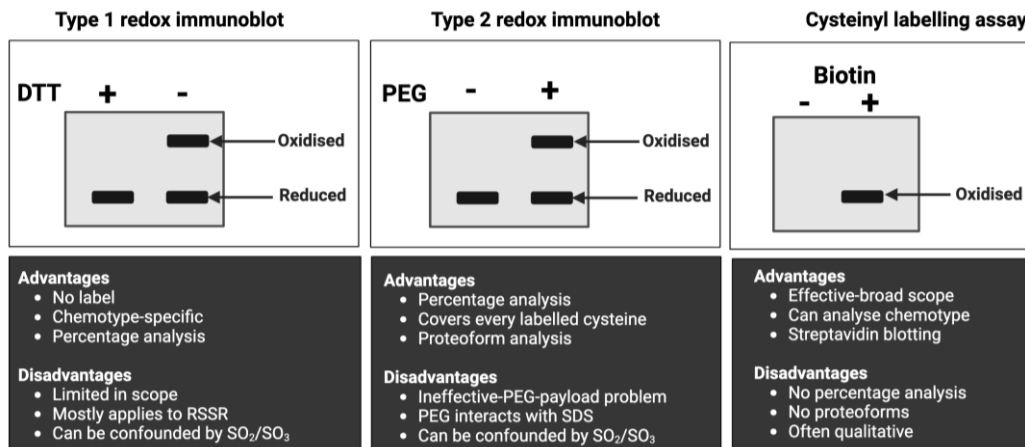 Type 1 redox immunoblot
DTT + -
Oxidised
Reduced
Advantages
• No label
• Chemotype-specific
• Percentage analysis
Disadvantages
• Limited in scope
• Mostly applies to RSSR
• Can be confounded by SO₂/SO₃
Type 2 redox immunoblot
PEG - +
Oxidised
Reduced
Advantages
• Percentage analysis
• Covers every labelled cysteine
• Proteoform analysis
Disadvantages
• Ineffective-PEG-payload problem
• PEG interacts with SDS
• Can be confounded by SO₂/SO₃
Cysteinyl labelling assay
Biotin
- +
Oxidised
Advantages
• Effective-broad scope
• Can analyse chemotype
• Streptavidin blotting
Disadvantages
• No percentage analysis
• No proteoforms
• Often qualitative